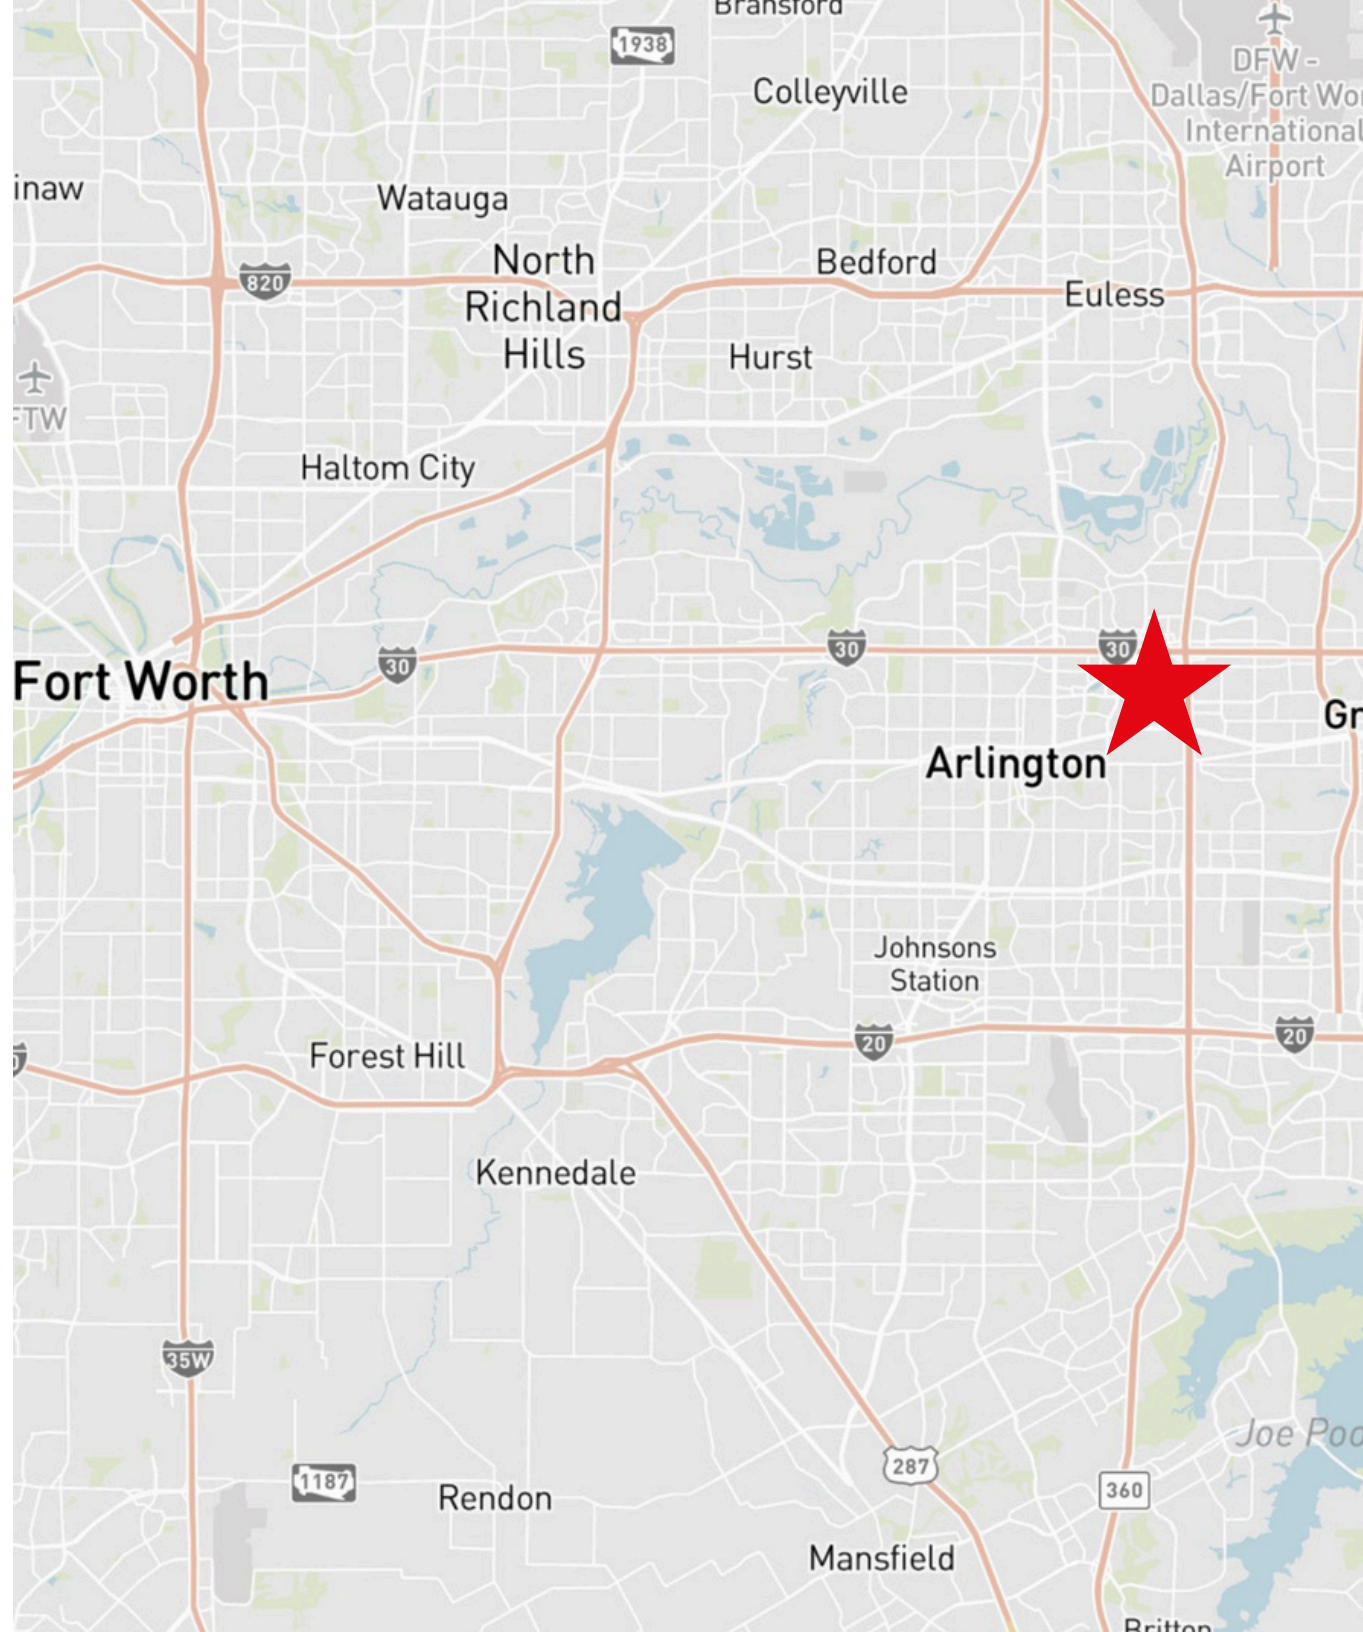 Bransford
1938
DFW -
Colleyville
Dallas/Fort Wor
International
Airport
inaw
Watauga
North
Richland
Hills
Bedford
820
Euless
Hurst
FTW
Haltom City
30
30
30
Fort Worth
Gr
Arlington
Johnsons
Station
20
20
Forest Hill
Kennedale
35W
Joe Poo
287
1187
360
Rendon
Mansfield
Britton